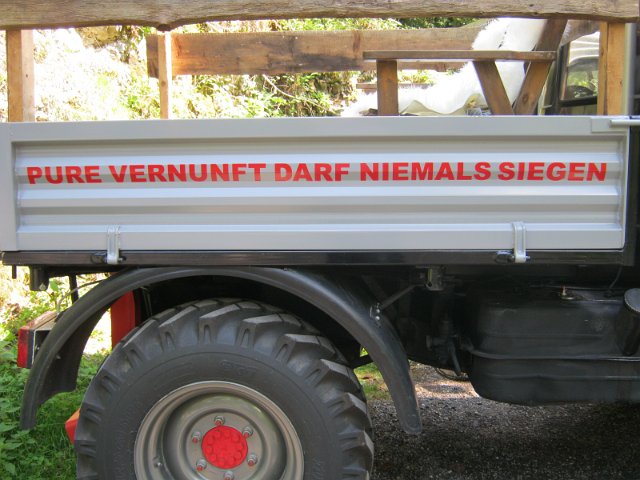 PURE VERNUNFT DARF NIEMALS SIEGEN